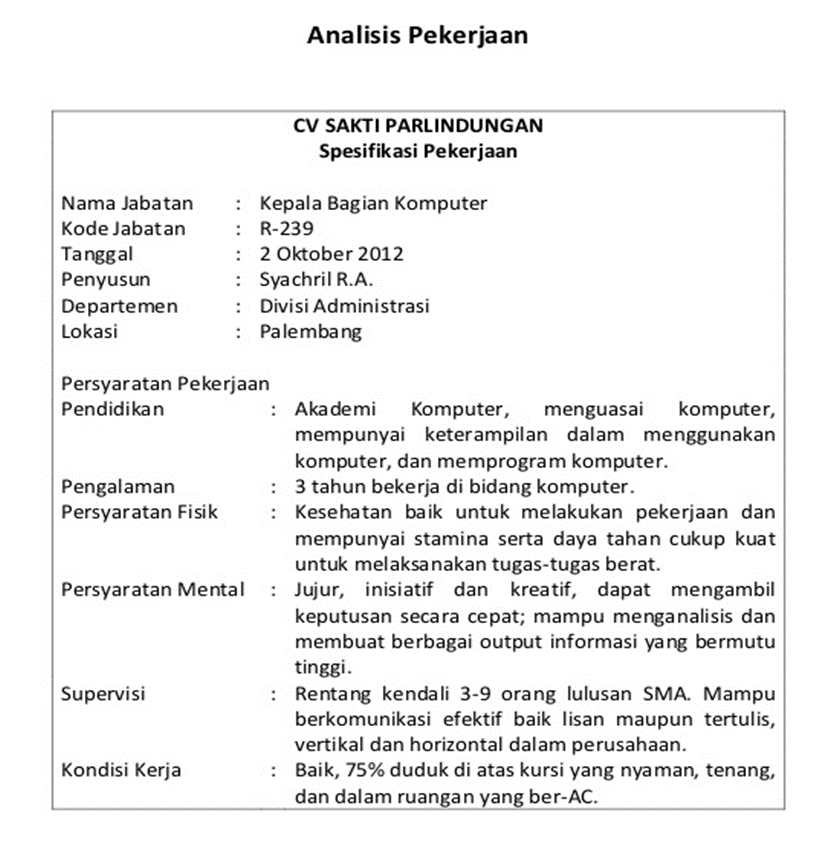 Analisis Pekerjaan
CV SAKTI PARLINDUNGAN
Spesifikasi Pekerjaan
Nama Jabatan : Kepala Bagian Komputer
Kode Jabatan : R-239
Tanggal : 2 Oktober 2012
Penyusun : Syachril R.A.
Departemen : Divisi Administrasi
Lokasi : Palembang
Persyaratan Pekerjaan
Pendidikan : Akademi Komputer, menguasai komputer,
mempunyai keterampilan dalam menggunakan
komputer, dan memprogram komputer.
Pengalaman : 3 tahun bekerja di bidang komputer.
Persyaratan Fisik : Kesehatan baik untuk melakukan pekerjaan dan
mempunyai stamina serta daya tahan cukup kuat
untuk melaksanakan tugas-tugas berat.
Persyaratan Mental : Jujur, inisiatif dan kreatif, dapat mengambil
keputusan secara cepat; mampu menganalisis dan
membuat berbagai output informasi yang bermutu
tinggi.
Supervisi : Rentang kendali 3-9 orang lulusan SMA. Mampu
berkomunikasi efektif baik lisan maupun tertulis,
vertikal dan horizontal dalam perusahaan.
Kondisi Kerja : Baik, 75% duduk di atas kursi yang nyaman, tenang,
dan dalam ruangan yang ber-AC.